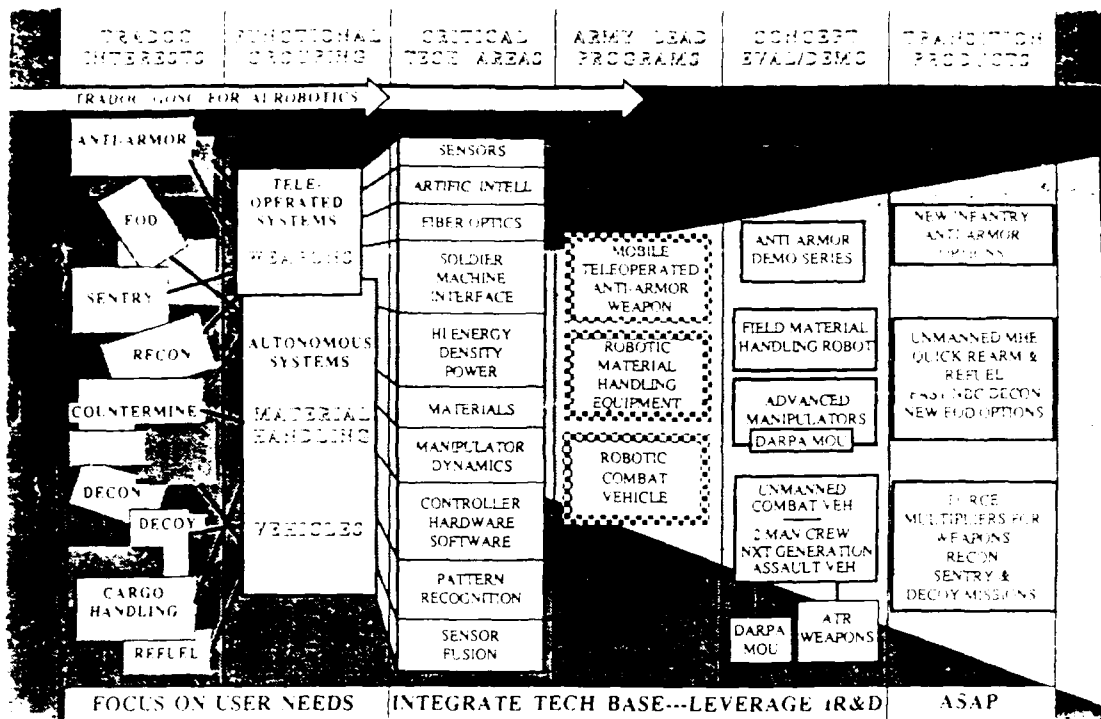 TRADOC INTERESTS
FUNCTIONAL GROUPING
CRITICAL TECH AREAS
ARMY LEAD PROGRAMS
CONCEPT EVAL/DEMO
TRANSITION PRODUCTS
TRADOC GOSC FOR AI ROBOTICS
ANTI-ARMOR
EOD
SENTRY
RECON
COUNTERMINE
DECON
DECOY
CARGO
HANDLING
REFUEL
TELE-
OPERATED
SYSTEMS
WEAPONS
AUTONOMOUS
SYSTEMS
MATERIAL
HANDLING
VEHICLES
SENSORS
ARTIFIC INTELL
FIBER OPTICS
SOLDIER
MACHINE
INTERFACE
HI ENERGY
DENSITY
POWER
MATERIALS
MANIPULATOR
DYNAMICS
CONTROLLER
HARDWARE
SOFTWARE
PATTERN
RECOGNITION
SENSOR
FUSION
MOBILE
TELEOPERATED
ANTI-ARMOR
WEAPON
ROBOTIC
MATERIAL
HANDLING
EQUIPMENT
ROBOTIC
COMBAT
VEHICLE
ANTI ARMOR
DEMO SERIES
FIELD MATERIAL
HANDLING ROBOT
ADVANCED
MANIPULATORS
DARPA MOU
UNMANNED
COMBAT VEH
2 MAN CREW
NXT GENERATION
ASSAULT VEH
DARPA
MOU
ATR
WEAPONS
NEW INFANTRY
ANTI ARMOR
OPTIONS
UNMANNED MHE
QUICK REARM &
REFUEL
FAST NBC DECON
NEW EOD OPTIONS
FORCE
MULTIPLIERS FOR
WEAPONS
RECON
SENTRY &
DECOY MISSIONS
FOCUS ON USER NEEDS
INTEGRATE TECH BASE---LEVERAGE IR&D
ASAP